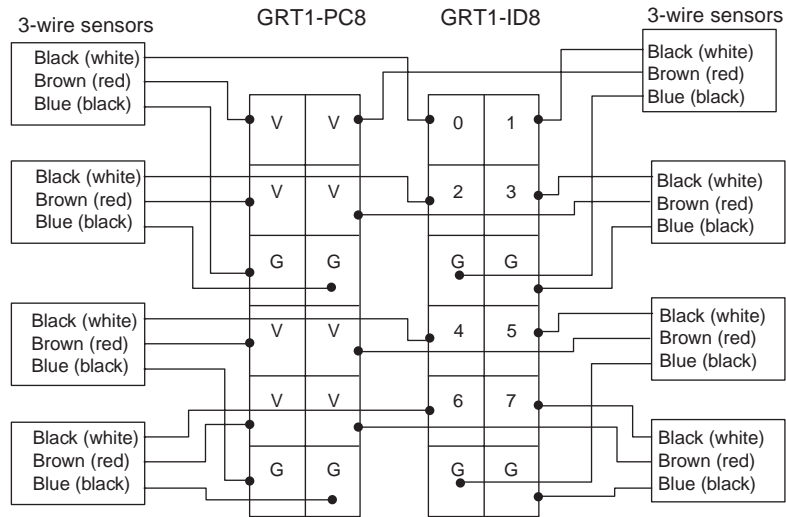 3-wire sensors
GRT1-PC8
GRT1-ID8
3-wire sensors
Black (white)
Brown (red)
Blue (black)
Black (white)
Brown (red)
Blue (black)
V V
0 1
Black (white)
Brown (red)
Blue (black)
V V
2 3
Black (white)
Brown (red)
Blue (black)
G G
G G
Black (white)
Brown (red)
Blue (black)
V V
4 5
Black (white)
Brown (red)
Blue (black)
V V
6 7
Black (white)
Brown (red)
Blue (black)
G G
G G
Black (white)
Brown (red)
Blue (black)